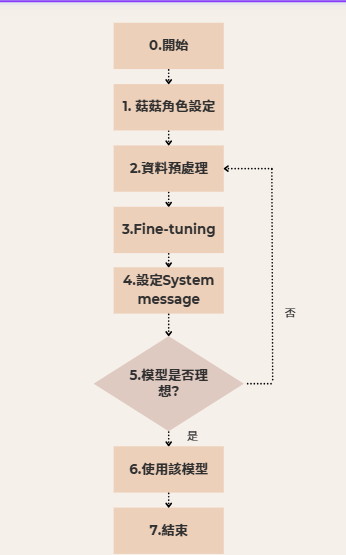 0.開始
1. 菇菇角色設定
2.資料預處理
3.Fine-tuning
4.設定System
message
5.模型是否理
想?
否
是
6.使用該模型
7.結束